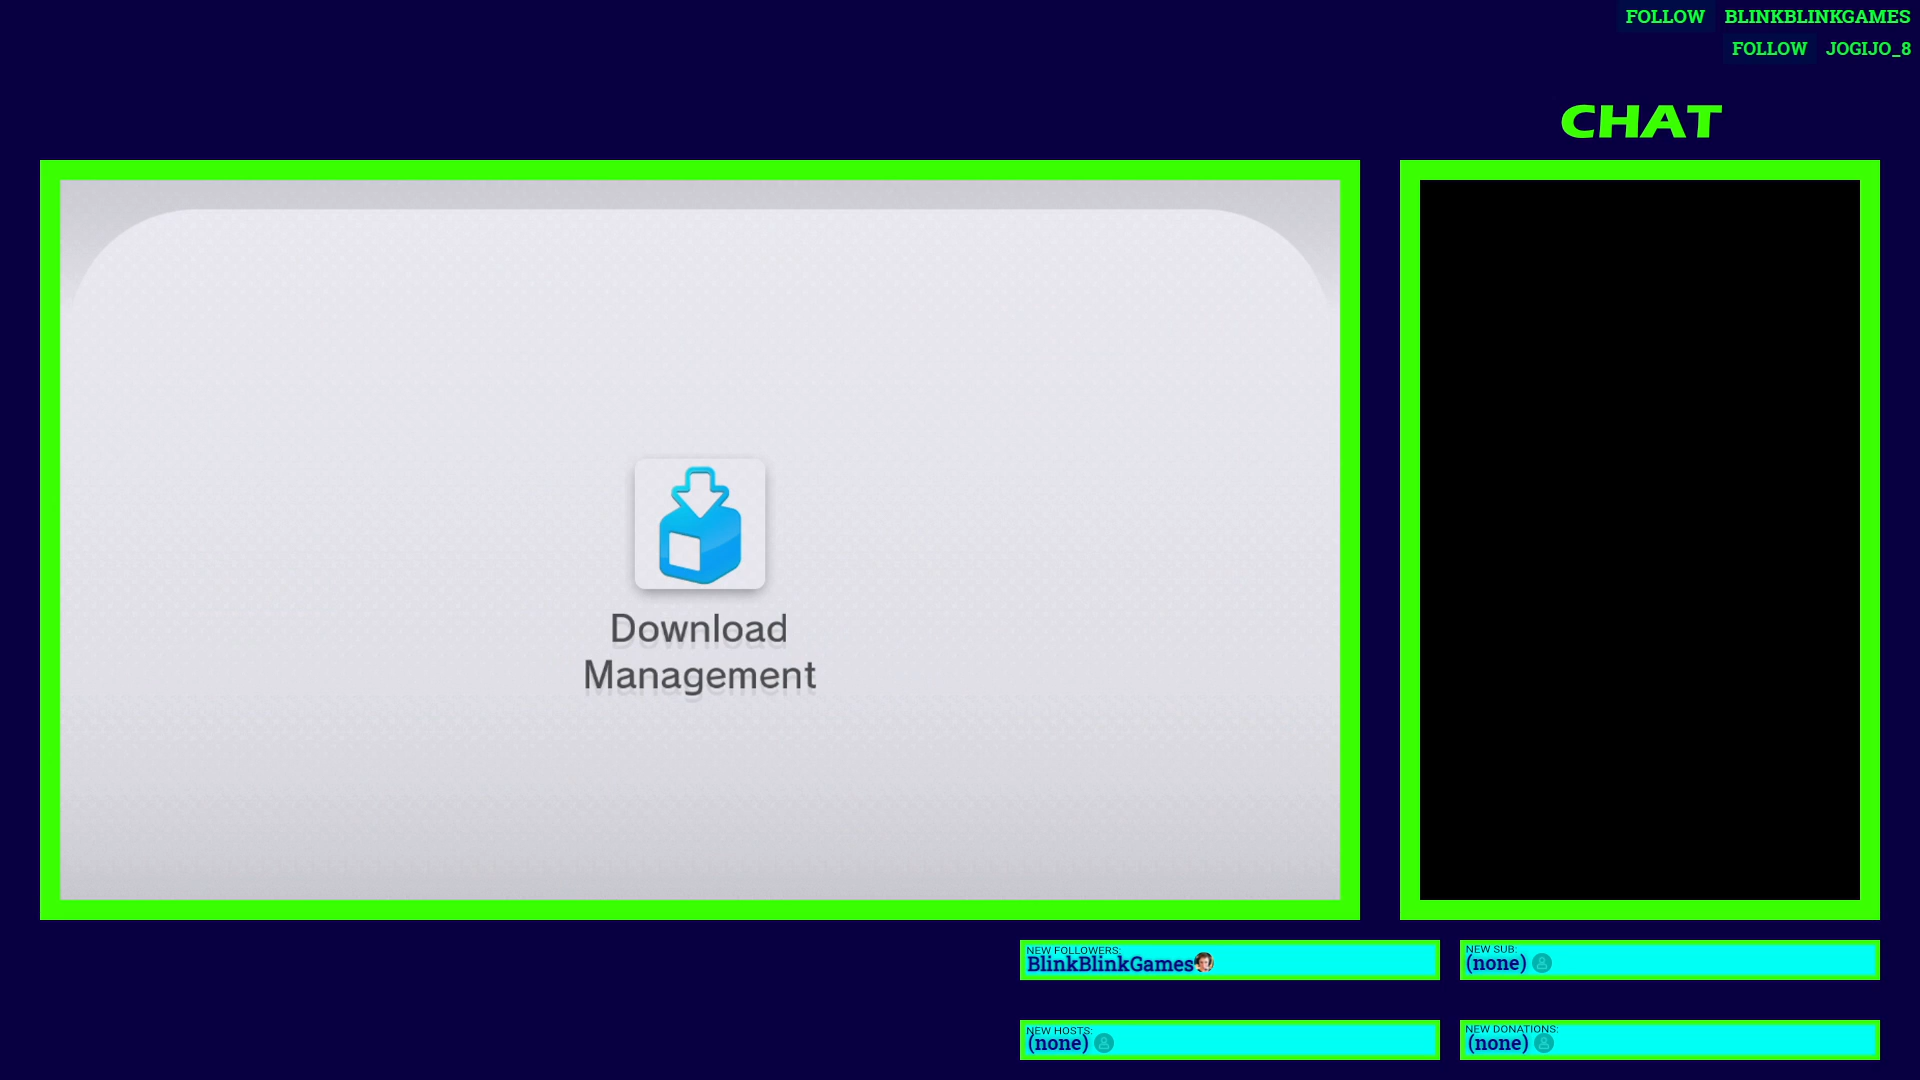 FOLLOW BLINKBLINKGAMES
FOLLOW JOGIJO_8
CHAT
Download
Management
NEW FOLLOWERS:
BlinkBlinkGames
NEW SUB:
(none)
NEW HOSTS:
(none)
NEW DONATIONS:
(none)